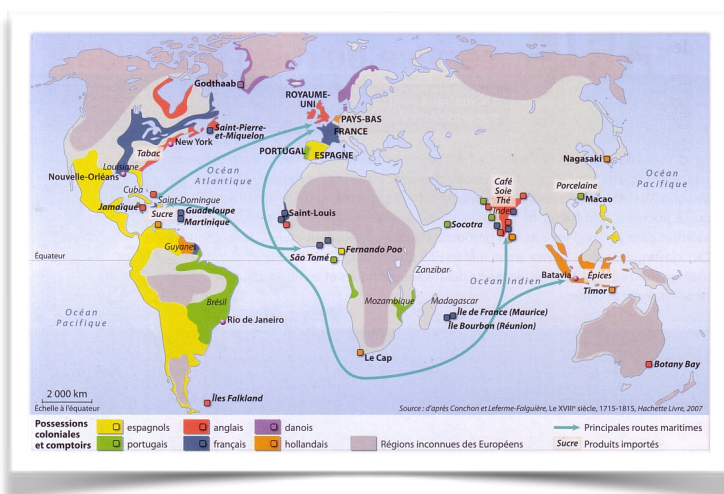 Godthaab
ROYAUME-
UNI
PAYS-BAS
FRANCE
PORTUGAL
ESPAGNE
Saint-Pierre-
et-Miquelon
New York
Tabac
Louisiane
Nouvelle-Orléans
Océan
Atlantique
Cuba
Saint-Domingue
Jamaïque
Sucre
Guadeloupe
Martinique
Saint-Louis
Nagasaki
Océan
Pacifique
Café
Soie
Thé
Inde
Porcelaine
Macao
Socotra
Guyanes
Fernando Poo
São Tomé
Équateur
Zanzibar
Océan Indien
Batavia
Épices
Timor
Brésil
Mozambique
Madagascar
Océan
Pacifique
Rio de Janeiro
Île de France (Maurice)
Île Bourbon (Réunion)
Le Cap
Botany Bay
Îles Falkland
2 000 km
Échelle à l'équateur
Source : d'après Conchon et Leferme-Falguière, Le XVIIIe siècle, 1715-1815, Hachette Livre, 2007
Possessions
coloniales
et comptoirs
espagnols
anglais
danois
portugais
français
hollandais
Régions inconnues des Européens
Principales routes maritimes
Sucre Produits importés